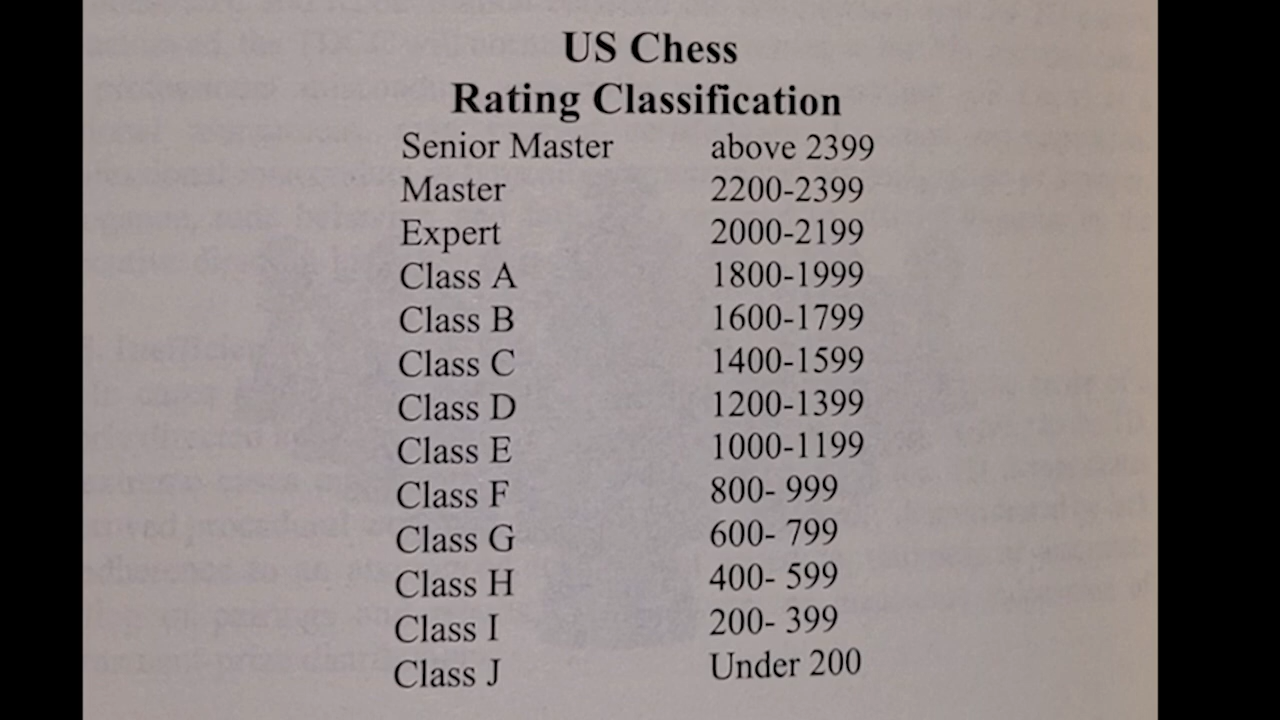 US Chess
Rating Classification
Senior Master above 2399
Master 2200-2399
Expert 2000-2199
Class A 1800-1999
Class B 1600-1799
Class C 1400-1599
Class D 1200-1399
Class E 1000-1199
Class F 800- 999
Class G 600- 799
Class H 400- 599
Class I 200- 399
Class J Under 200